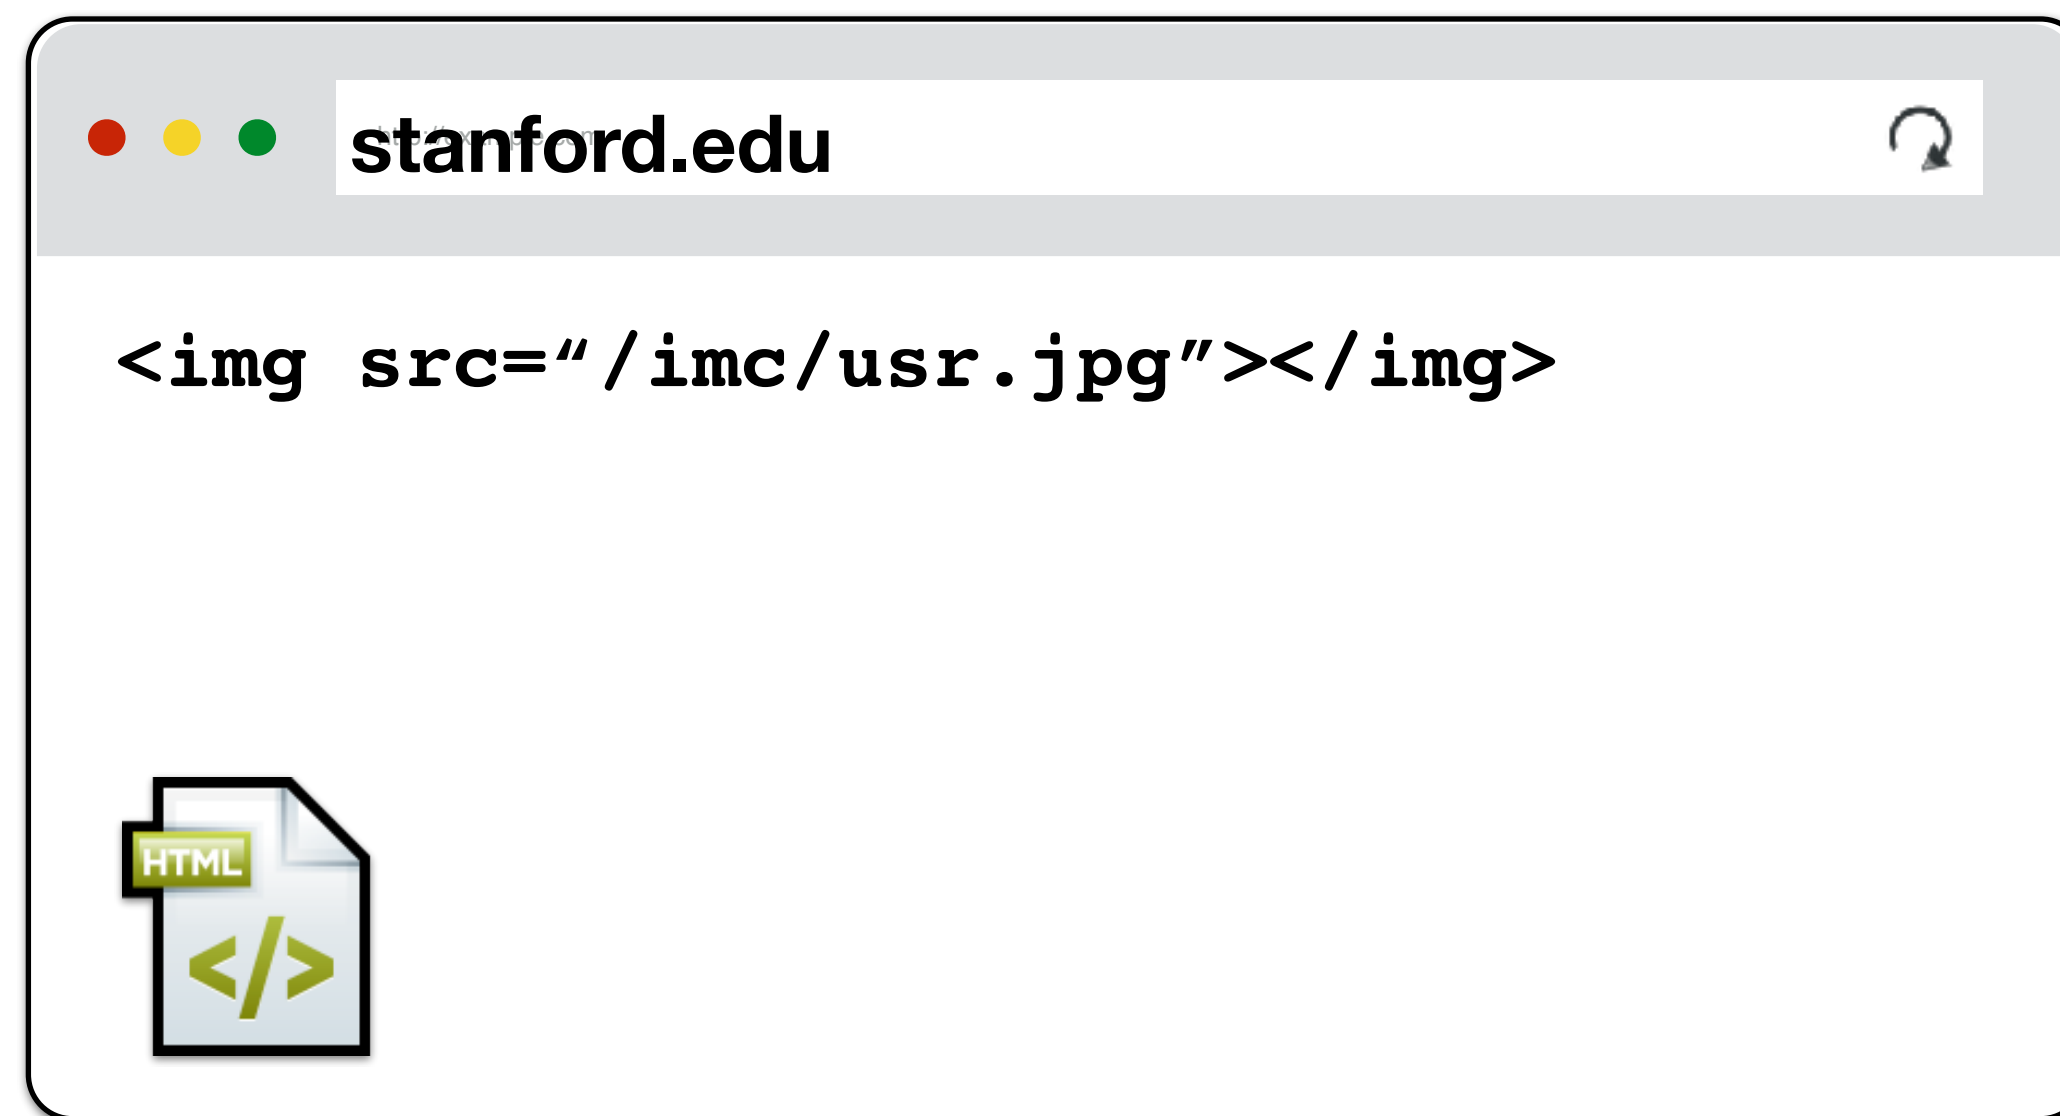 stanford.edu
<img src=“/imc/usr.jpg”></img>
HTML
</>